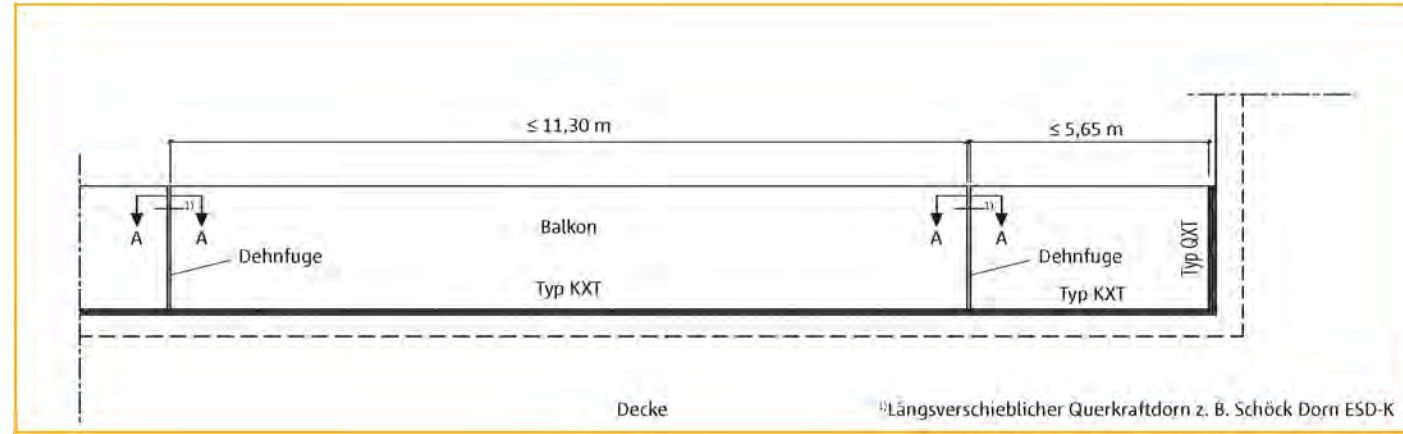 ≤ 11,30 m
≤ 5,65 m
1)
1)
A
A
Balkon
A
A
Typ QXT
Dehnfuge
Dehnfuge
Typ KXT
Typ KXT
Decke
1)Längsverschieblicher Querkraftdorn z. B. Schöck Dorn ESD-K